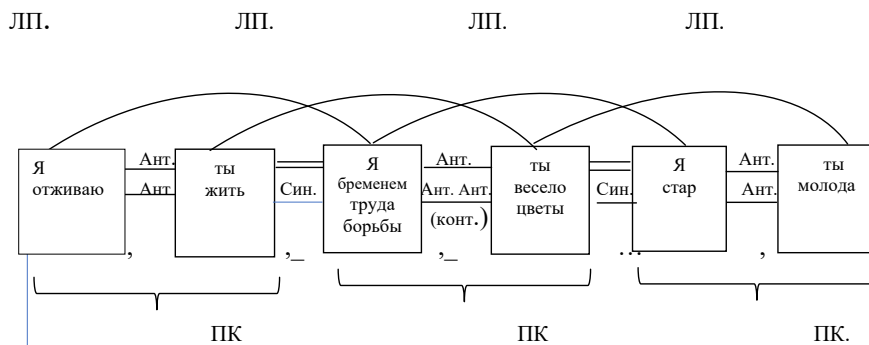 ЛП. ЛП. ЛП. ЛП.
Я
отживаю
Ант.
Ант
ты
жить
Син.
Я
бременем
труда
борьбы
Ант.
Ант. Ант.
(конт.)
ты
весело
цветы
Син.
Я
стар
Ант.
Ант.
ты
молода
, ,_ ,_ ... ,
ПК ПК ПК.